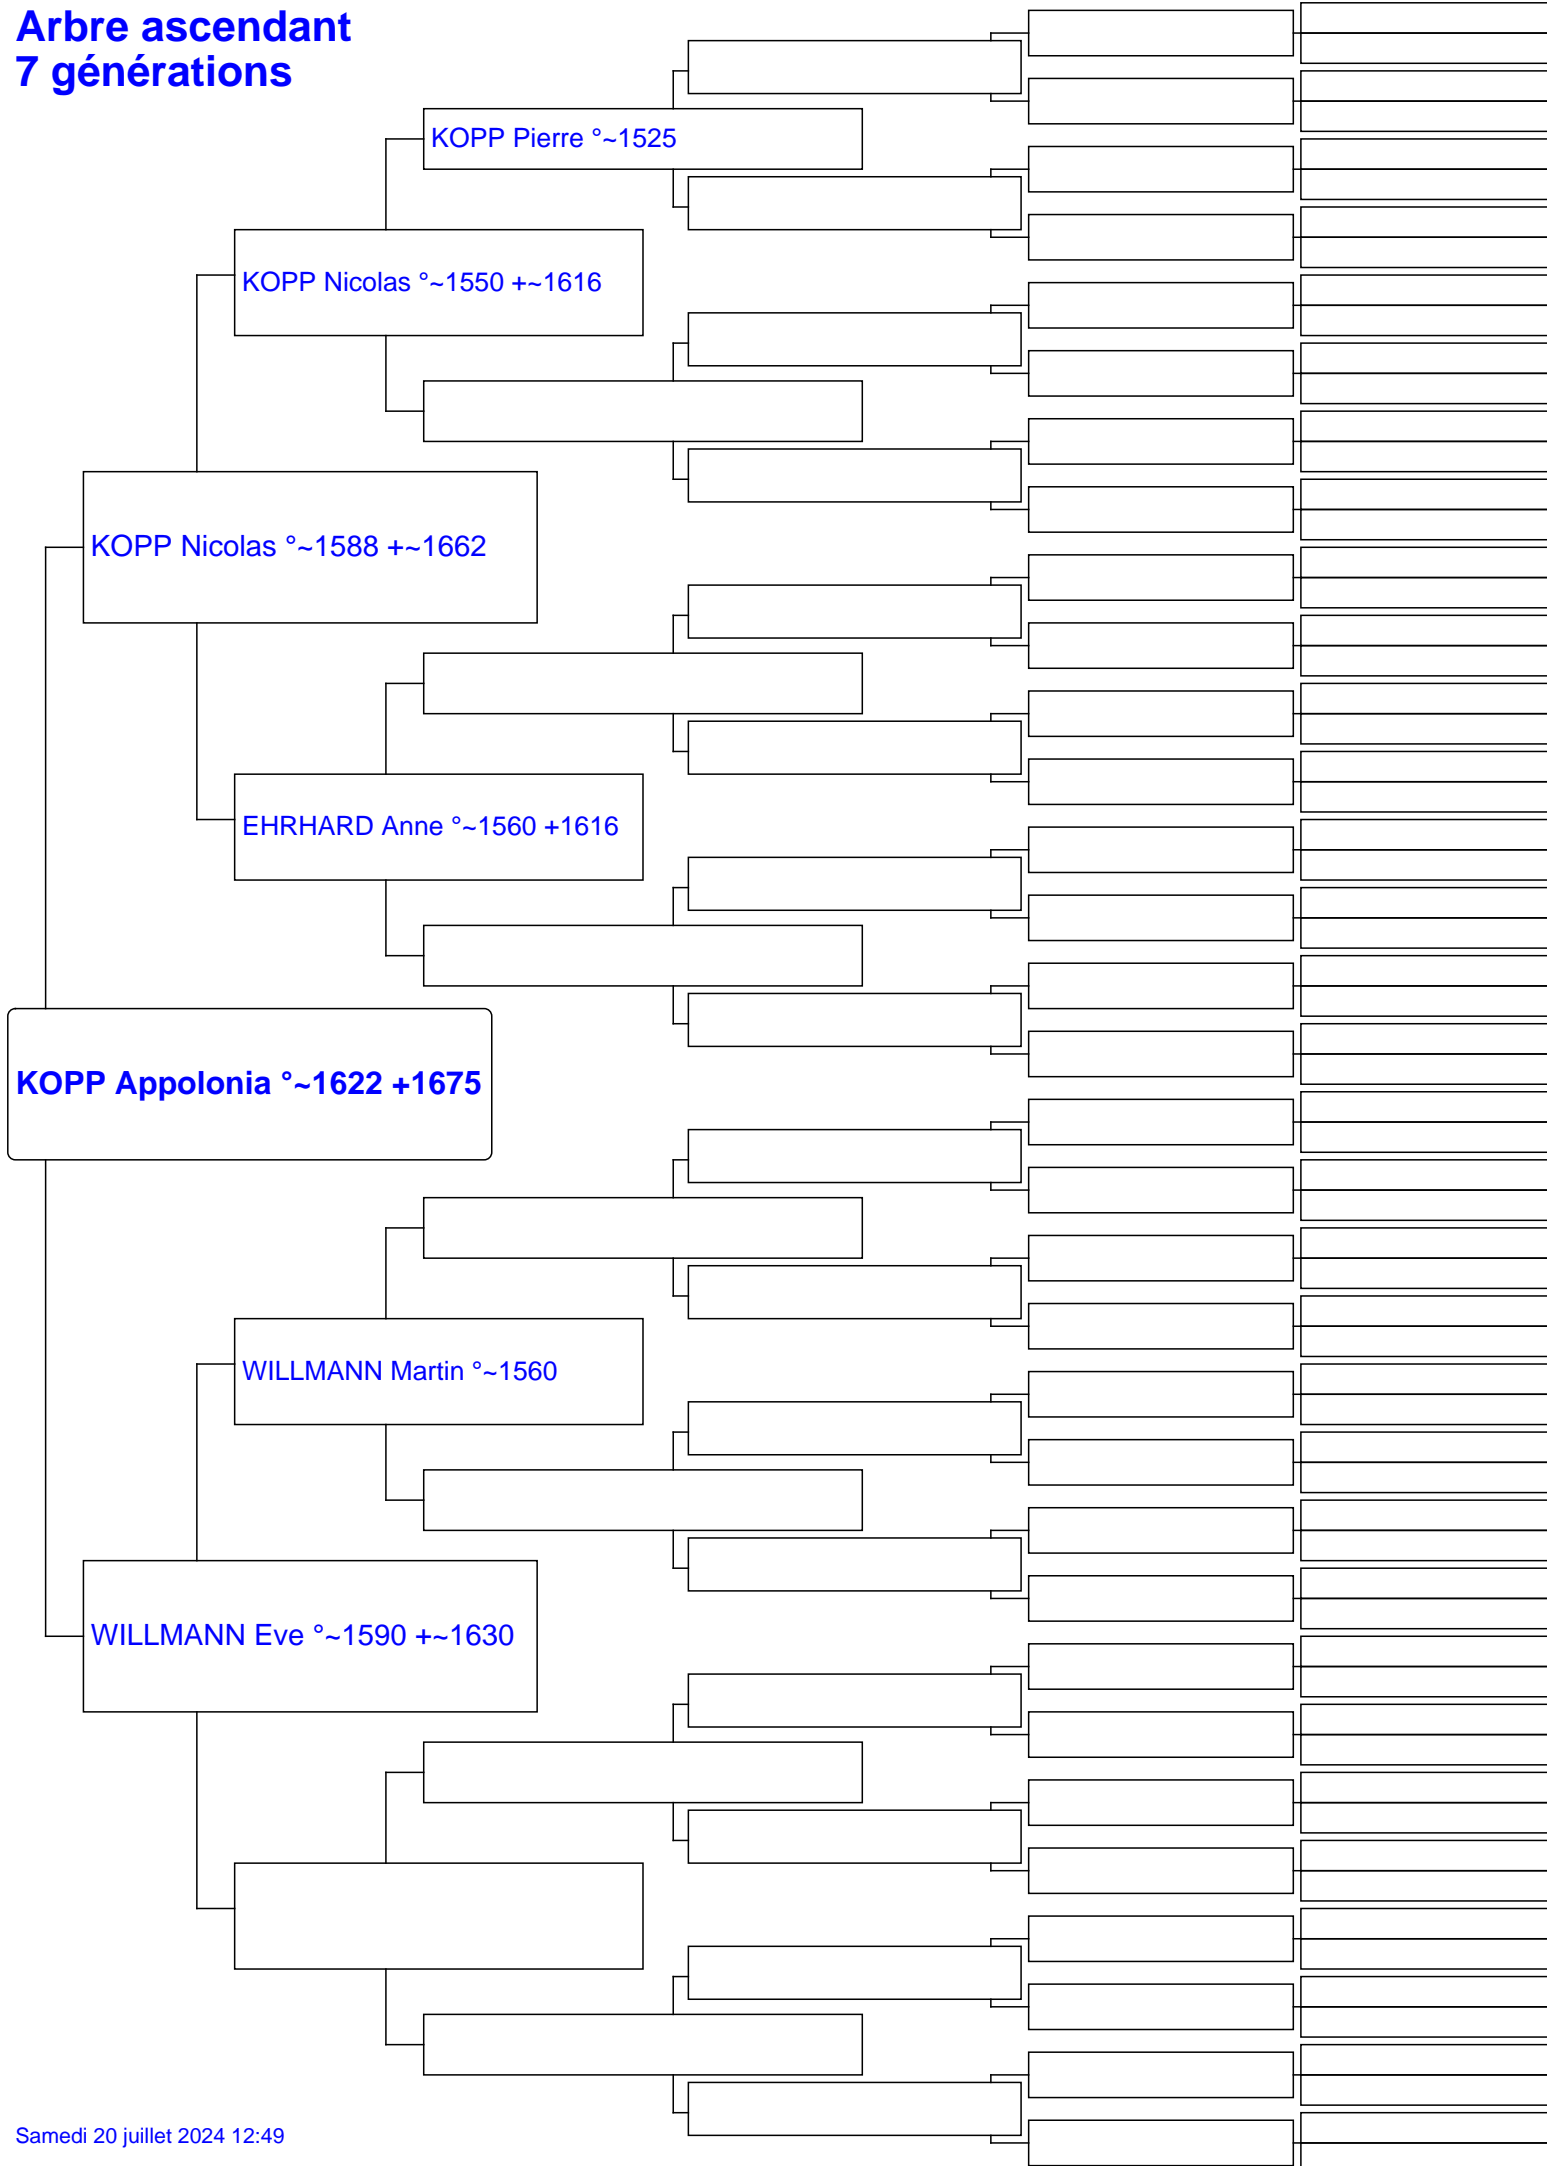 Arbre ascendant
7 générations
KOPP Pierre °~1525
KOPP Nicolas °~1550 +~1616
KOPP Nicolas °~1588 +~1662
EHRHARD Anne °~1560 +1616
KOPP Appolonia °~1622 +1675
WILLMANN Martin °~1560
WILLMANN Eve °~1590 +~1630
Samedi 20 juillet 2024 12:49